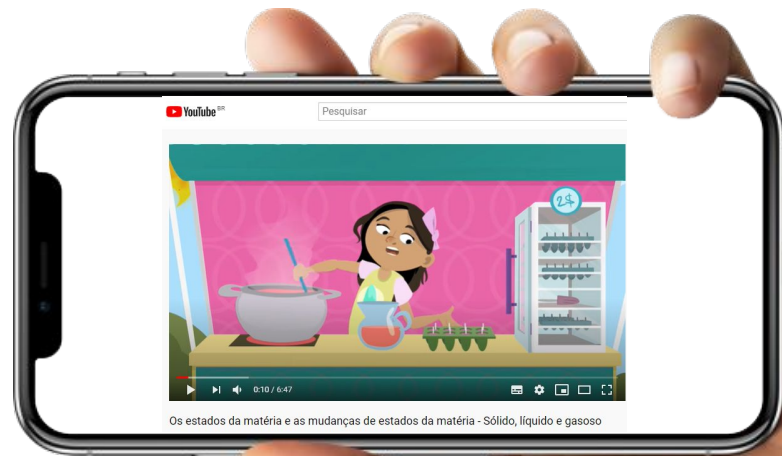 YouTube BR
Pesquisar
2$
0:10 / 6:47
Os estados da matéria e as mudanças de estados da matéria - Sólido, líquido e gasoso